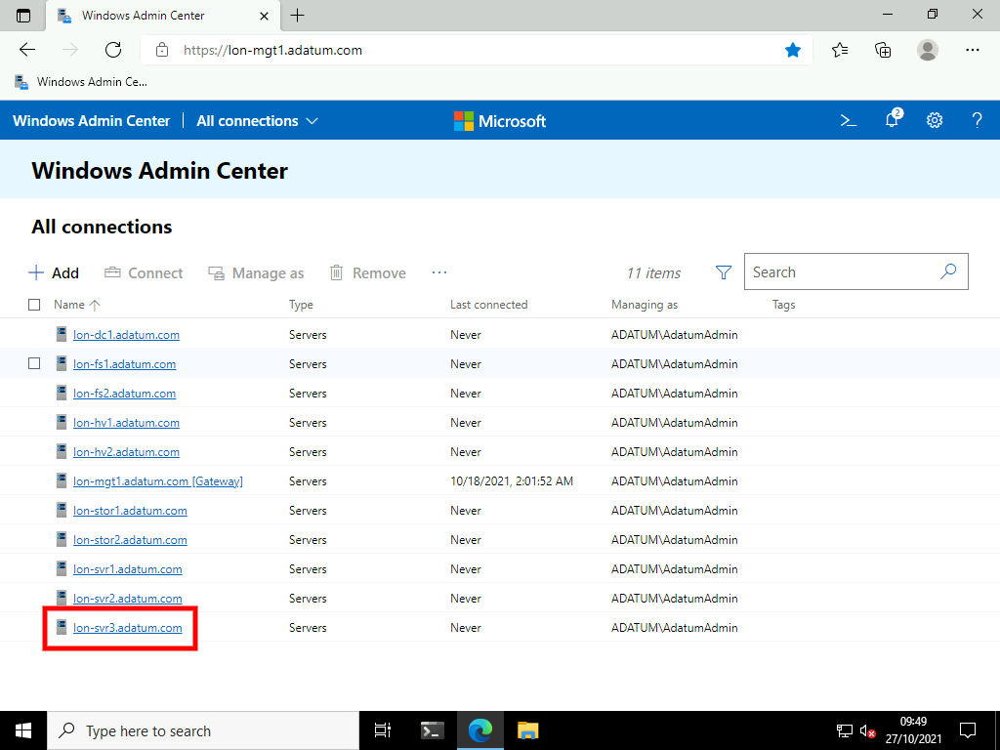 Windows Admin Center
https://lon-mgt1.adatum.com
Windows Admin Ce...
Windows Admin Center All connections Microsoft 2 ?
Windows Admin Center
All connections
Add Connect Manage as Remove ... 11 items Search
Name Type Last connected Managing as Tags
lon-dc1.adatum.com Servers Never ADATUM\AdatumAdmin
lon-fs1.adatum.com Servers Never ADATUM\AdatumAdmin
lon-fs2.adatum.com Servers Never ADATUM\AdatumAdmin
lon-hv1.adatum.com Servers Never ADATUM\AdatumAdmin
lon-hv2.adatum.com Servers Never ADATUM\AdatumAdmin
lon-mgt1.adatum.com [Gateway] Servers 10/18/2021, 2:01:52 AM ADATUM\AdatumAdmin
lon-stor1.adatum.com Servers Never ADATUM\AdatumAdmin
lon-stor2.adatum.com Servers Never ADATUM\AdatumAdmin
lon-svr1.adatum.com Servers Never ADATUM\AdatumAdmin
lon-svr2.adatum.com Servers Never ADATUM\AdatumAdmin
lon-svr3.adatum.com Servers Never ADATUM\AdatumAdmin
Type here to search
09:49
27/10/2021